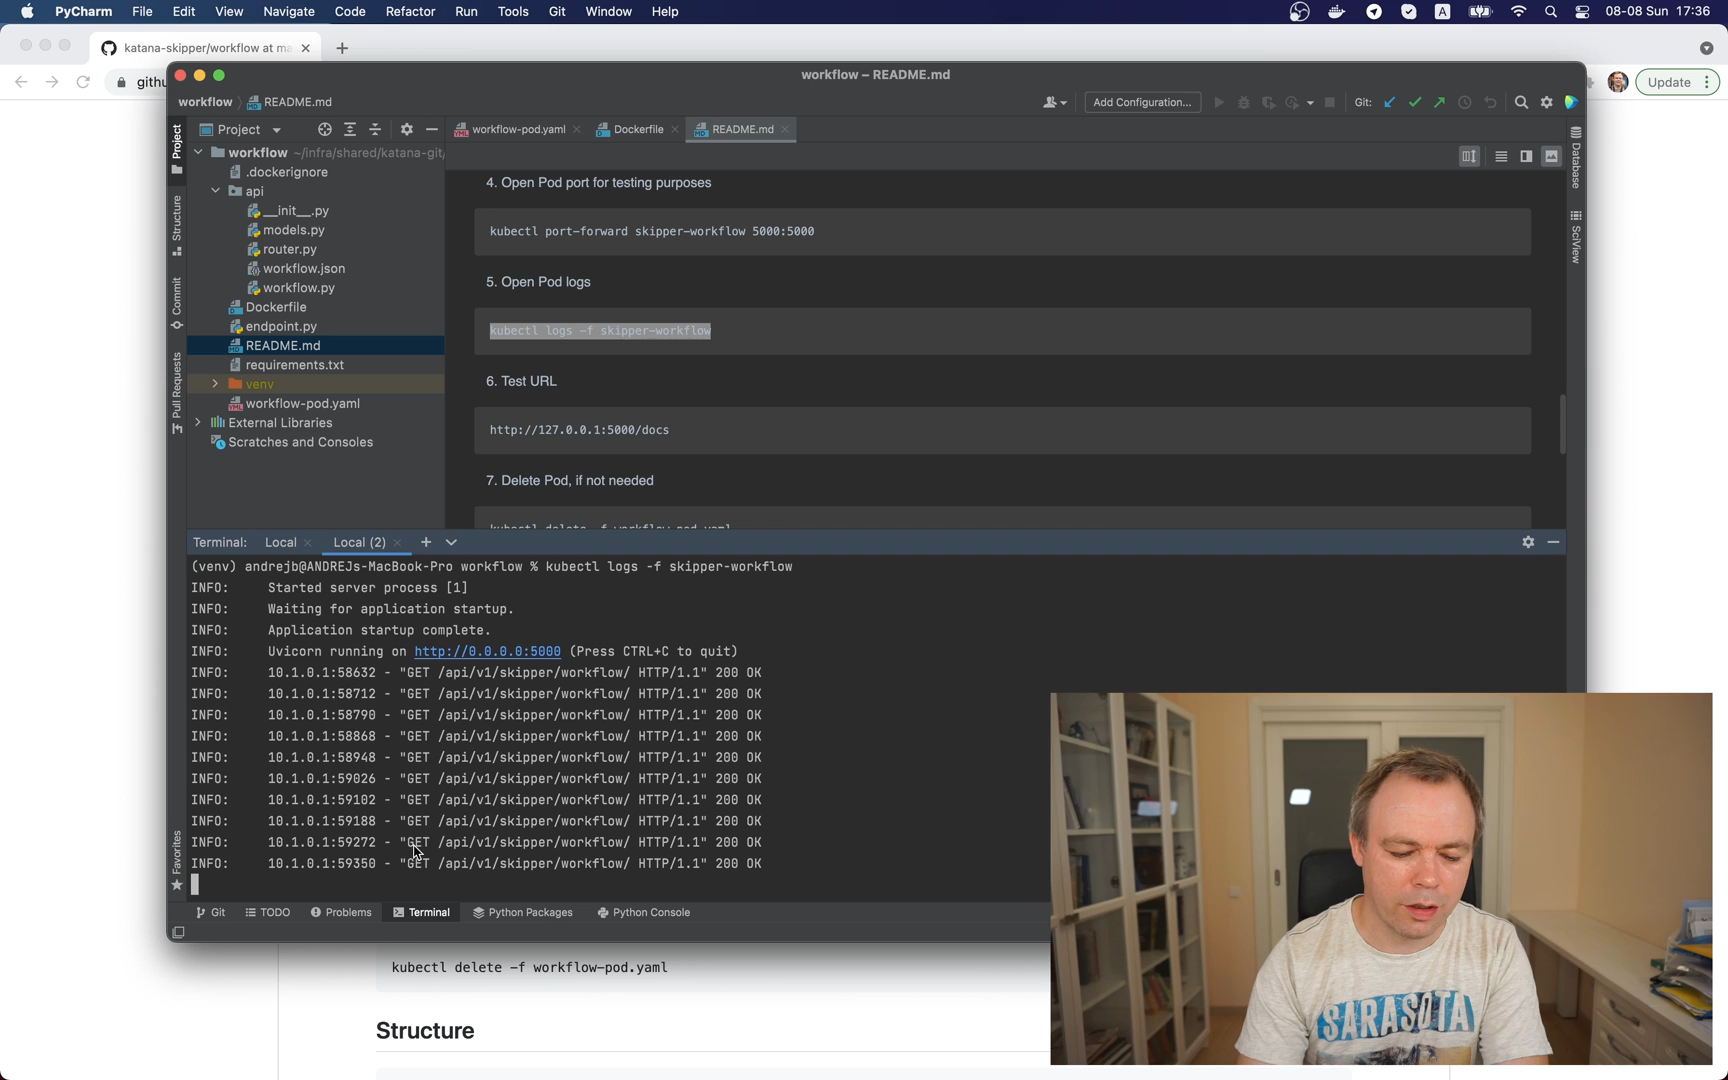 PyCharm File Edit View Navigate Code Refactor Run Tools Git Window Help A 08-08 Sun 17:36
katana-skipper/workflow at ma
githu
Update
workflow – README.md
workflow README.md
Add Configuration...
Git:
Project
workflow-pod.yaml Dockerfile README.md
workflow ~/infra/shared/katana-git/
.dockerignore
api
__init__.py
models.py
router.py
workflow.json
workflow.py
Dockerfile
endpoint.py
README.md
requirements.txt
venv
workflow-pod.yaml
External Libraries
Scratches and Consoles
Project
Structure
Commit
Pull Requests
Favorites
Database
SciView
4. Open Pod port for testing purposes
kubectl port-forward skipper-workflow 5000:5000
5. Open Pod logs
kubectl logs -f skipper-workflow
6. Test URL
http://127.0.0.1:5000/docs
7. Delete Pod, if not needed
kubectl delete -f workflow-pod.yaml
Terminal: Local Local (2)
(venv) andrejb@ANDREJs-MacBook-Pro workflow % kubectl logs -f skipper-workflow
INFO: Started server process [1]
INFO: Waiting for application startup.
INFO: Application startup complete.
INFO: Uvicorn running on http://0.0.0.0:5000 (Press CTRL+C to quit)
INFO: 10.1.0.1:58632 - "GET /api/v1/skipper/workflow/ HTTP/1.1" 200 OK
INFO: 10.1.0.1:58712 - "GET /api/v1/skipper/workflow/ HTTP/1.1" 200 OK
INFO: 10.1.0.1:58790 - "GET /api/v1/skipper/workflow/ HTTP/1.1" 200 OK
INFO: 10.1.0.1:58868 - "GET /api/v1/skipper/workflow/ HTTP/1.1" 200 OK
INFO: 10.1.0.1:58948 - "GET /api/v1/skipper/workflow/ HTTP/1.1" 200 OK
INFO: 10.1.0.1:59026 - "GET /api/v1/skipper/workflow/ HTTP/1.1" 200 OK
INFO: 10.1.0.1:59102 - "GET /api/v1/skipper/workflow/ HTTP/1.1" 200 OK
INFO: 10.1.0.1:59188 - "GET /api/v1/skipper/workflow/ HTTP/1.1" 200 OK
INFO: 10.1.0.1:59272 - "GET /api/v1/skipper/workflow/ HTTP/1.1" 200 OK
INFO: 10.1.0.1:59350 - "GET /api/v1/skipper/workflow/ HTTP/1.1" 200 OK
Git TODO Problems Terminal Python Packages Python Console
kubectl delete -f workflow-pod.yaml
Structure
SARASOTA